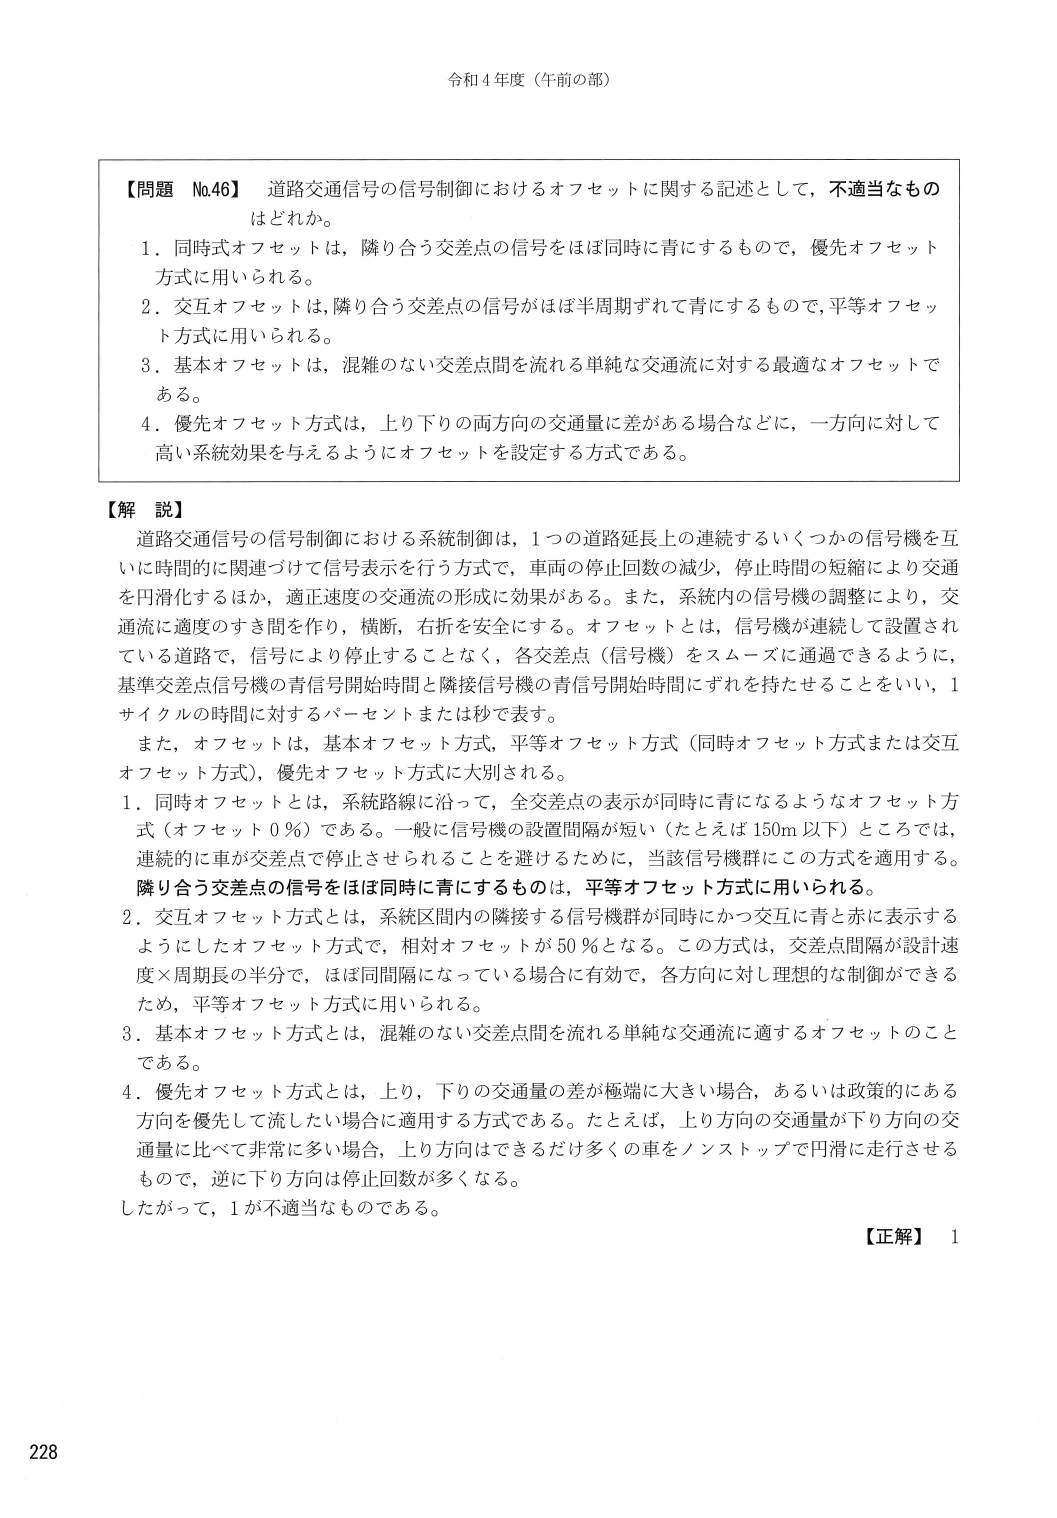 令和4年度（午前の部）
【問題　No.46】　道路交通信号の信号制御におけるオフセットに関する記述として，不適当なもの
はどれか。
1．同時式オフセットは，隣り合う交差点の信号をほぼ同時に青にするもので，優先オフセット
方式に用いられる。
2．交互オフセットは，隣り合う交差点の信号がほぼ半周期ずれて青にするもので，平等オフセッ
ト方式に用いられる。
3．基本オフセットは，混雑のない交差点間を流れる単純な交通流に対する最適なオフセットで
ある。
4．優先オフセット方式は，上り下りの両方向の交通量に差がある場合などに，一方向に対して
高い系統効果を与えるようにオフセットを設定する方式である。
【解　説】
道路交通信号の信号制御における系統制御は，1つの道路延長上の連続するいくつかの信号機を互
いに時間的に関連づけて信号表示を行う方式で，車両の停止回数の減少，停止時間の短縮により交通
を円滑化するほか，適正速度の交通流の形成に効果がある。また，系統内の信号機の調整により，交
通流に適度のすき間を作り，横断，右折を安全にする。オフセットとは，信号機が連続して設置され
ている道路で，信号により停止することなく，各交差点（信号機）をスムーズに通過できるように，
基準交差点信号機の青信号開始時間と隣接信号機の青信号開始時間にずれを持たせることをいい，1
サイクルの時間に対するパーセントまたは秒で表す。
また，オフセットは，基本オフセット方式，平等オフセット方式（同時オフセット方式または交互
オフセット方式），優先オフセット方式に大別される。
1．同時オフセットとは，系統路線に沿って，全交差点の表示が同時に青になるようなオフセット方
式（オフセット0％）である。一般に信号機の設置間隔が短い（たとえば150m以下）ところでは，
連続的に車が交差点で停止させられることを避けるために，当該信号機群にこの方式を適用する。
隣り合う交差点の信号をほぼ同時に青にするものは，平等オフセット方式に用いられる。
2．交互オフセット方式とは，系統区間内の隣接する信号機群が同時にかつ交互に青と赤に表示する
ようにしたオフセット方式で，相対オフセットが50％となる。この方式は，交差点間隔が設計速
度×周期長の半分で，ほぼ同間隔になっている場合に有効で，各方向に対し理想的な制御ができる
ため，平等オフセット方式に用いられる。
3．基本オフセット方式とは，混雑のない交差点間を流れる単純な交通流に適するオフセットのこと
である。
4．優先オフセット方式とは，上り，下りの交通量の差が極端に大きい場合，あるいは政策的にある
方向を優先して流したい場合に適用する方式である。たとえば，上り方向の交通量が下り方向の交
通量に比べて非常に多い場合，上り方向はできるだけ多くの車をノンストップで円滑に走行させる
もので，逆に下り方向は停止回数が多くなる。
したがって，1が不適当なものである。
【正解】　1
228